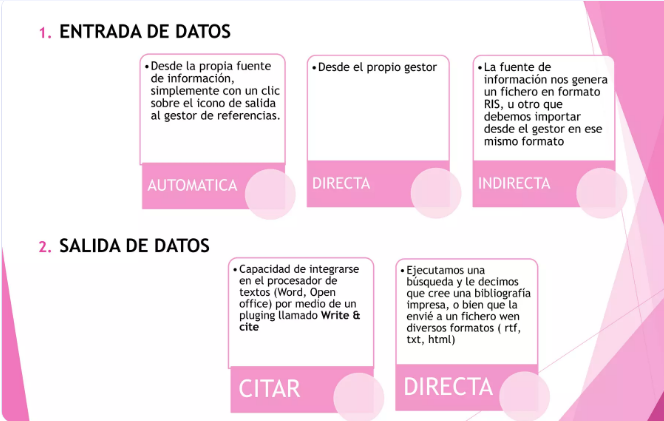 1. ENTRADA DE DATOS
•Desde la propia fuente
de información,
simplemente con un clic
sobre el icono de salida
al gestor de referencias.
AUTOMATICA
•Desde el propio gestor
DIRECTA
•La fuente de
información nos genera
un fichero en formato
RIS, u otro que
debemos importar
desde el gestor en ese
mismo formato
INDIRECTA
2. SALIDA DE DATOS
•Capacidad de integrarse
en el procesador de
textos (Word, Open
office) por medio de un
pluging llamado Write &
cite
CITAR
•Ejecutamos una
búsqueda y le decimos
que cree una bibliografía
impresa, o bien que la
envié a un fichero wen
diversos formatos ( rtf,
txt, html)
DIRECTA